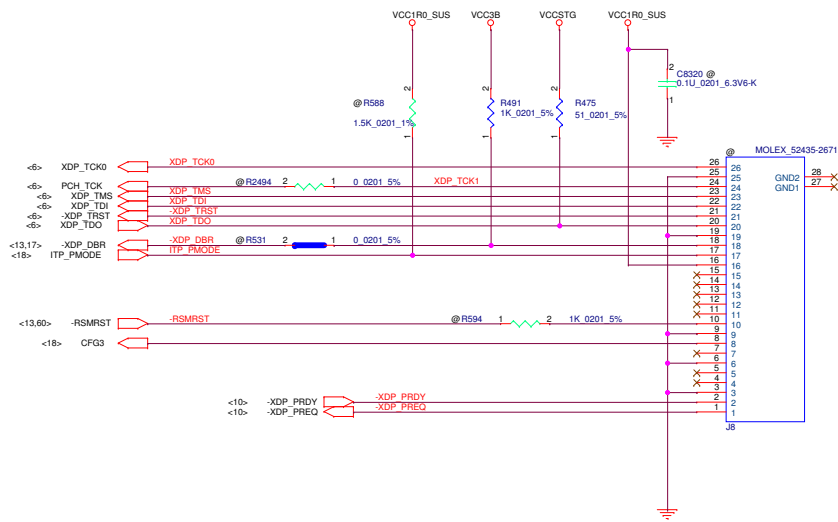 VCC1R0_SUS VCC3B VCCSTG VCC1R0_SUS
2 C8320 @
0.1U_0201_6.3V6-K
1
2 2 2
@ R588 R491 R475
1.5K_0201_1% 1K_0201_5% 51_0201_5%
1 1 1
@ MOLEX_52435-2671
<6> XDP_TCK0 XDP_TCK0 26 26
25 25 GND2 28
<6> PCH_TCK @ R2494 2 1 0_0201_5% XDP_TCK1 24 24 GND1 27
<6> XDP_TMS XDP_TMS 23 23
<6> XDP_TDI XDP_TDI 22 22
<6> -XDP_TRST -XDP_TRST 21 21
<6> XDP_TDO XDP_TDO 20 20
19 19
<13,17> -XDP_DBR -XDP_DBR @ R531 2 1 0_0201_5% 18 18
<18> ITP_PMODE ITP_PMODE 17 17
16 16
15 15
14 14
13 13
12 12
11 11
<13,60> -RSMRST -RSMRST @ R594 1 2 1K_0201_5% 10 10
9 9
<18> CFG3 8 8
7 7
6 6
5 5
4 4
3 3
<10> -XDP_PRDY -XDP_PRDY 2 2
<10> -XDP_PREQ -XDP_PREQ 1 1
J8